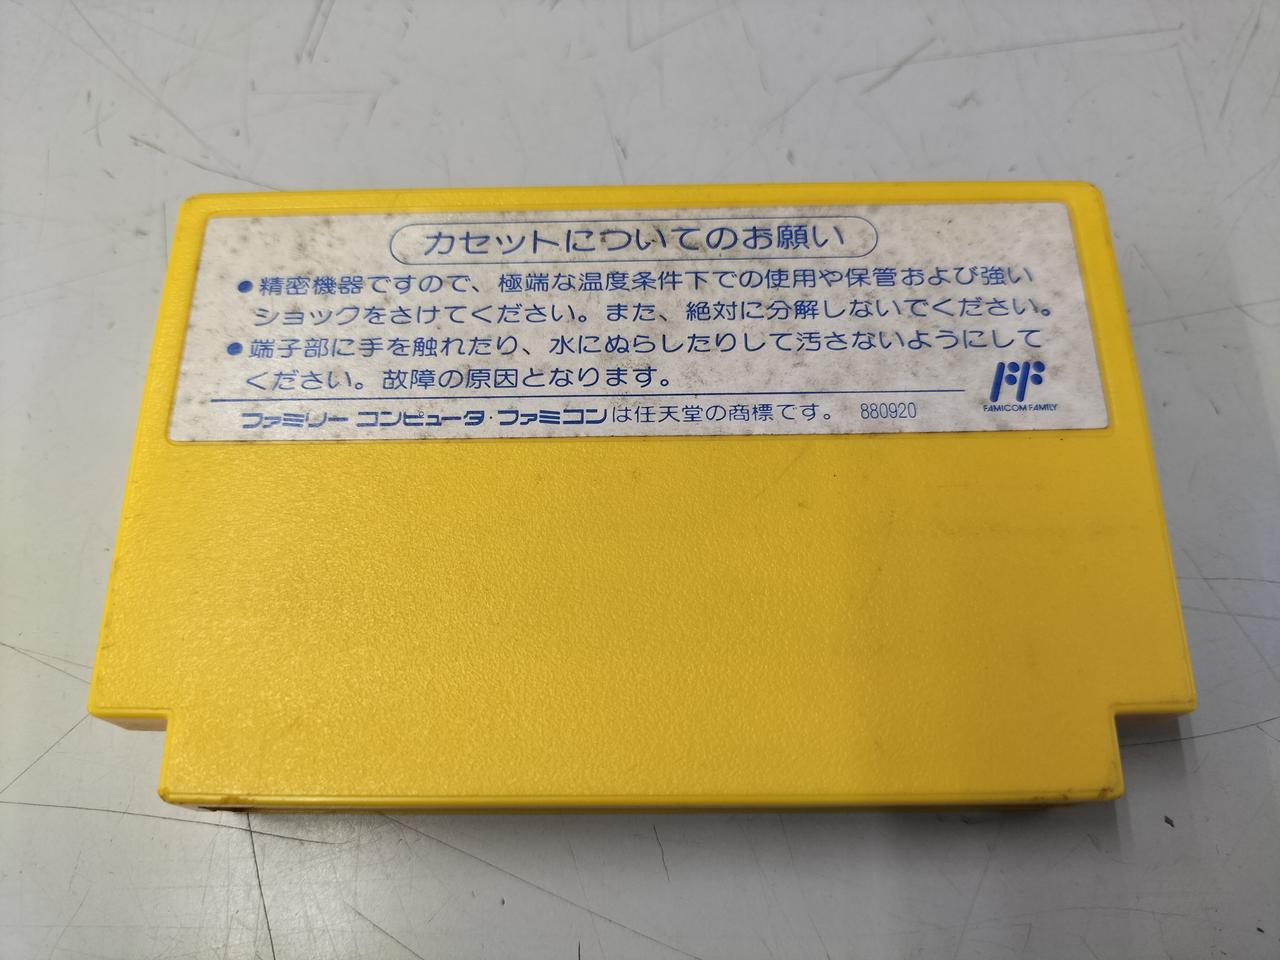 カセットについてのお願い
●精密機器ですので、極端な温度条件下での使用や保管および強い
ショックをさけてください。また、絶対に分解しないでください。
●端子部に手を触れたり、水にぬらしたりして汚さないようにして
ください。故障の原因となります。
ファミリー コンピュータ・ファミコンは任天堂の商標です。 880920
FF
FAMICOM FAMILY